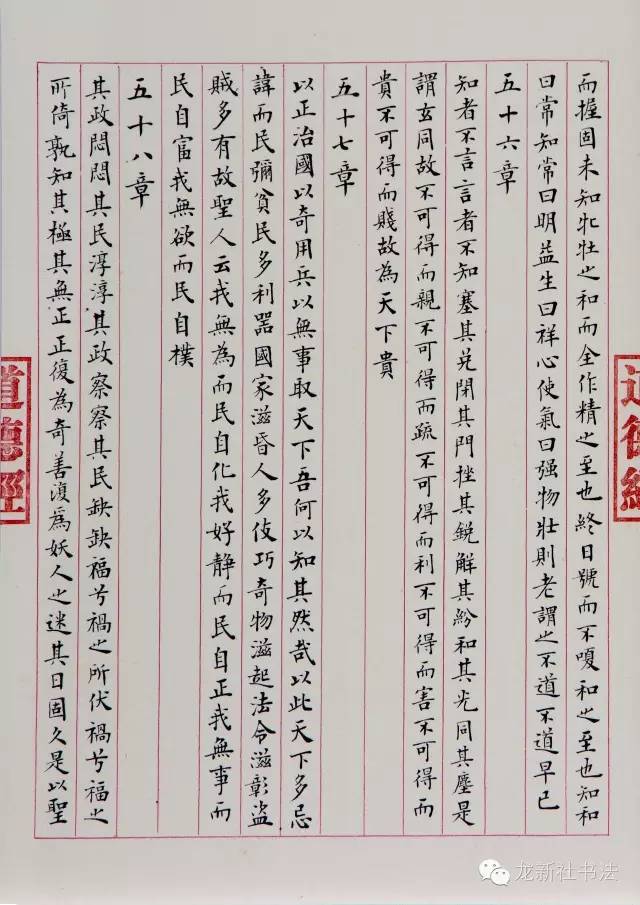 而握固未知牝牡之和而全作精之至也終日號而不嗄和之至也知和
曰常知常曰明益生曰祥心使氣曰强物壯則老謂之不道不道早已
五十六章
知者不言言者不知塞其兑閉其門挫其鋭解其紛和其光同其塵是
謂玄同故不可得而親不可得而疏不可得而利不可得而害不可得而
貴不可得而賤故為天下貴
五十七章
以正治國以奇用兵以無事取天下吾何以知其然哉以此天下多忌
諱而民彌貧民多利器國家滋昏人多伎巧奇物滋起法令滋彰盜
賊多有故聖人云我無為而民自化我好静而民自正我無事而
民自富我無欲而民自樸
五十八章
其政悶悶其民淳淳其政察察其民缺缺福兮禍之所伏禍兮福之
所倚孰知其極其無正正復為奇善復爲妖人之迷其日固久是以聖
道德經
道德經
龙新社书法